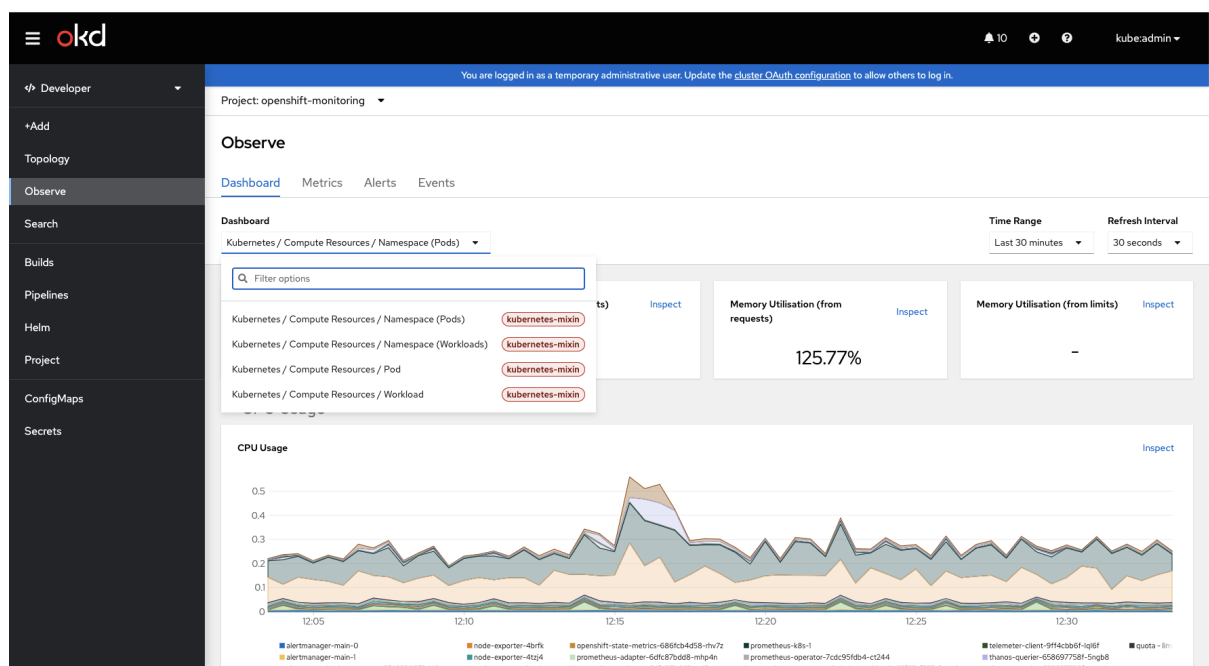 okd
10
kube:admin
You are logged in as a temporary administrative user. Update the cluster OAuth configuration to allow others to log in.
</> Developer
Project: openshift-monitoring
+Add
Topology
Observe
Search
Builds
Pipelines
Helm
Project
ConfigMaps
Secrets
Observe
Dashboard Metrics Alerts Events
Dashboard
Kubernetes / Compute Resources / Namespace (Pods)
Time Range
Last 30 minutes
Refresh Interval
30 seconds
Filter options
Kubernetes / Compute Resources / Namespace (Pods) kubernetes-mixin
Kubernetes / Compute Resources / Namespace (Workloads) kubernetes-mixin
Kubernetes / Compute Resources / Pod kubernetes-mixin
Kubernetes / Compute Resources / Workload kubernetes-mixin
ts) Inspect
Memory Utilisation (from
requests)
Inspect
125.77%
Memory Utilisation (from limits) Inspect
-
CPU Usage
Inspect
0.5
0.4
0.3
0.2
0.1
0
12:05 12:10 12:15 12:20 12:25 12:30
alertmanager-main-0 node-exporter-4brfk openshift-state-metrics-686fcb4d58-rhv7z prometheus-k8s-1 telemeter-client-9ff4cbb6f-lql6f quota - lim
alertmanager-main-1 node-exporter-4tzj4 prometheus-adapter-6dfc87bdd8-mhp4n prometheus-operator-7cdc95fdb4-ct244 thanos-querier-658697758f-5nqb8